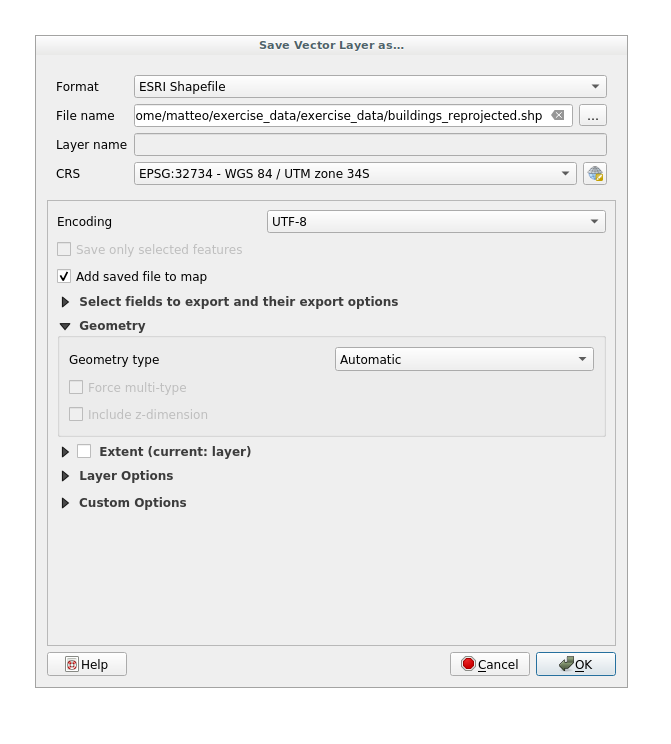 Save Vector Layer as...
Format ESRI Shapefile
File name ome/matteo/exercise_data/exercise_data/buildings_reprojected.shp ...
Layer name
CRS EPSG:32734 - WGS 84 / UTM zone 34S
Encoding UTF-8
Save only selected features
Add saved file to map
Select fields to export and their export options
Geometry
Geometry type Automatic
Force multi-type
Include z-dimension
Extent (current: layer)
Layer Options
Custom Options
Help Cancel OK